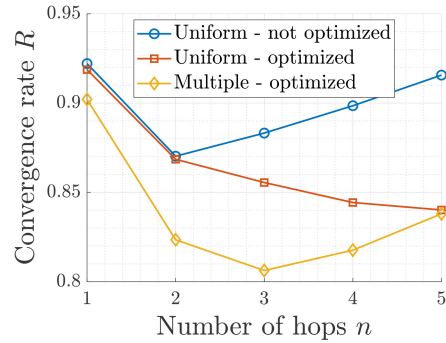 0.95
Uniform - not optimized
Uniform - optimized
Multiple - optimized
0.9
0.85
0.8
Convergence rate R
1 2 3 4 5
Number of hops n